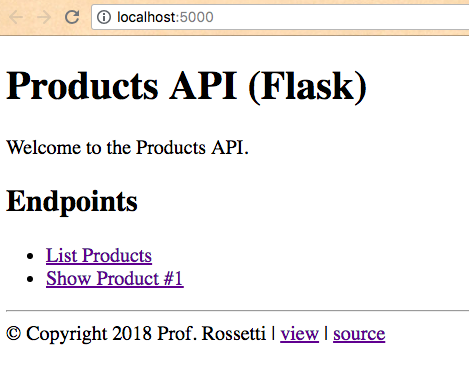 localhost:5000
Products API (Flask)
Welcome to the Products API.
Endpoints
• List Products
• Show Product #1
© Copyright 2018 Prof. Rossetti | view | source